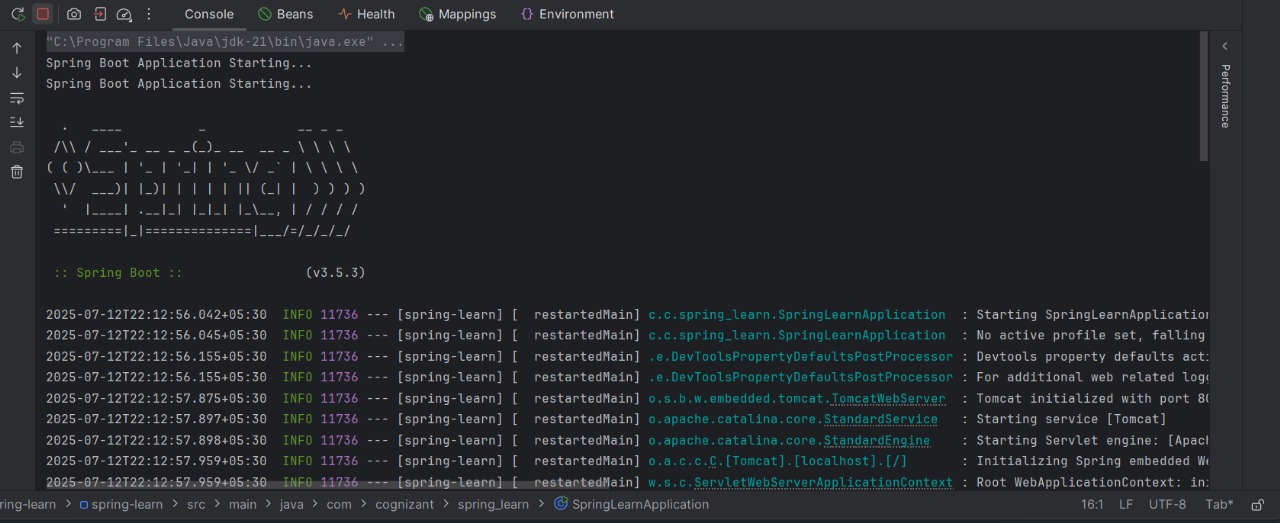 Console Beans Health Mappings Environment
"C:\Program Files\Java\jdk-21\bin\java.exe" ...
Spring Boot Application Starting...
Spring Boot Application Starting...
  .   ____          _            __ _ _
 /\\ / ___'_ __ _ _(_)_ __  __ _ \ \ \ \
( ( )\___ | '_ | '_| | '_ \/ _` | \ \ \ \
 \\/  ___)| |_)| | | | | || (_| |  ) ) ) )
  '  |____| .__|_| |_|_| |_\__, | / / / /
 =========|_|==============|___/=/_/_/_/
 :: Spring Boot ::                (v3.5.3)
2025-07-12T22:12:56.042+05:30  INFO 11736 --- [spring-learn] [  restartedMain] c.c.spring_learn.SpringLearnApplication  : Starting SpringLearnApplication
2025-07-12T22:12:56.045+05:30  INFO 11736 --- [spring-learn] [  restartedMain] c.c.spring_learn.SpringLearnApplication  : No active profile set, falling
2025-07-12T22:12:56.155+05:30  INFO 11736 --- [spring-learn] [  restartedMain] .e.DevToolsPropertyDefaultsPostProcessor : Devtools property defaults acti
2025-07-12T22:12:56.155+05:30  INFO 11736 --- [spring-learn] [  restartedMain] .e.DevToolsPropertyDefaultsPostProcessor : For additional web related logg
2025-07-12T22:12:57.875+05:30  INFO 11736 --- [spring-learn] [  restartedMain] o.s.b.w.embedded.tomcat.TomcatWebServer  : Tomcat initialized with port 80
2025-07-12T22:12:57.897+05:30  INFO 11736 --- [spring-learn] [  restartedMain] o.apache.catalina.core.StandardService   : Starting service [Tomcat]
2025-07-12T22:12:57.898+05:30  INFO 11736 --- [spring-learn] [  restartedMain] o.apache.catalina.core.StandardEngine    : Starting Servlet engine: [Apach
2025-07-12T22:12:57.959+05:30  INFO 11736 --- [spring-learn] [  restartedMain] o.a.c.c.C.[Tomcat].[localhost].[/]       : Initializing Spring embedded We
2025-07-12T22:12:57.959+05:30  INFO 11736 --- [spring-learn] [  restartedMain] w.s.c.ServletWebServerApplicationContext : Root WebApplicationContext: ini
Performance
ring-learn > spring-learn > src > main > java > com > cognizant > spring_learn > SpringLearnApplication 16:1 LF UTF-8 Tab*